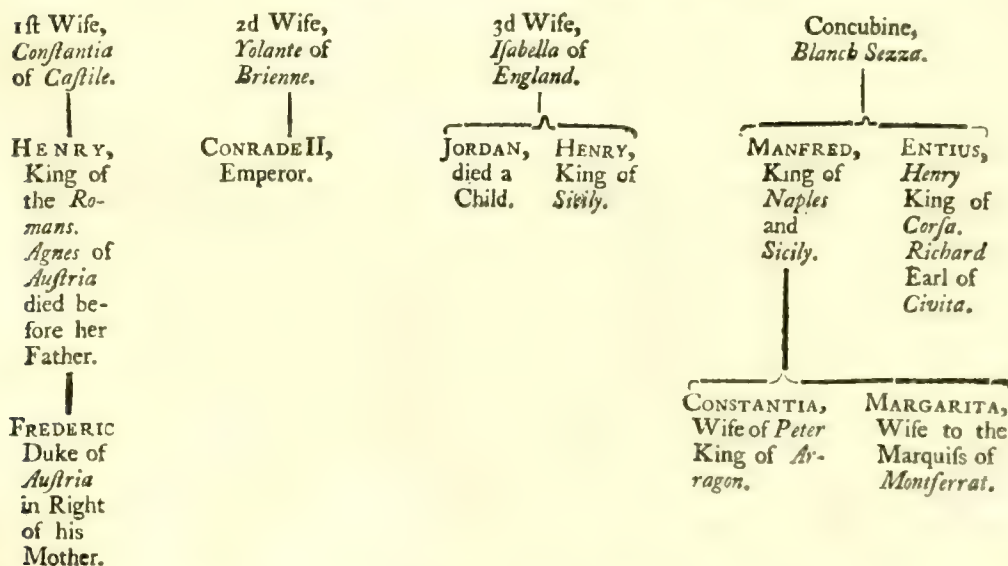 1ſt Wife,
Conſtantia
of Caſtile.
HENRY,
King of
the Ro-
mans.
Agnes of
Auſtria
died be-
fore her
Father.
FREDERIC
Duke of
Auſtria
in Right
of his
Mother.
2d Wife,
Yolante of
Brienne.
CONRADE II,
Emperor.
3d Wife,
Iſabella of
England.
JORDAN,
died a
Child.
HENRY,
King of
Sicily.
Concubine,
Blanch Sezza.
MANFRED,
King of
Naples
and
Sicily.
ENTIUS,
Henry
King of
Corſa.
Richard
Earl of
Civita.
CONSTANTIA,
Wife of Peter
King of Ar-
ragon.
MARGARITA,
Wife to the
Marquiſs of
Montferrat.